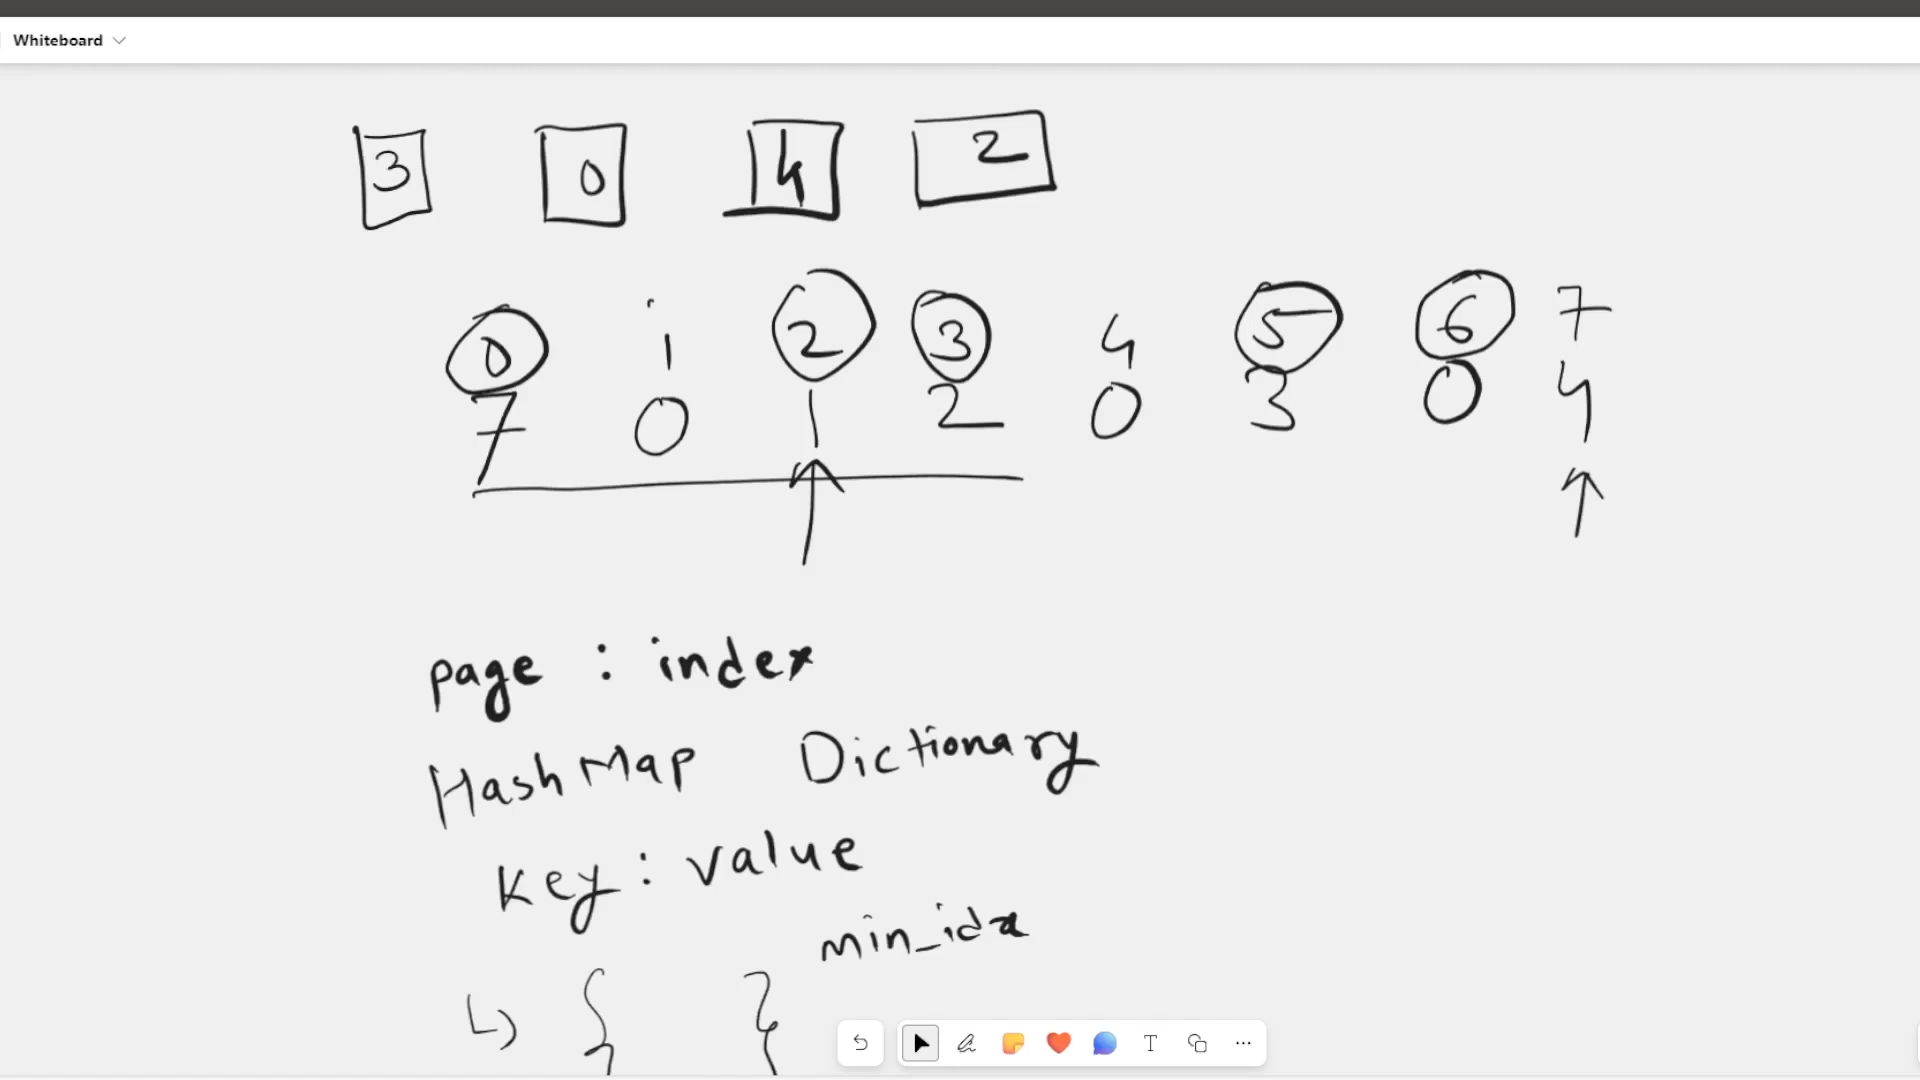 Whiteboard
3 0 4 2
0 1 2 3 4 5 6 7
7 0 1 2 0 3 0 4
page : index
HashMap Dictionary
Key : value
min_idx
{ }
T